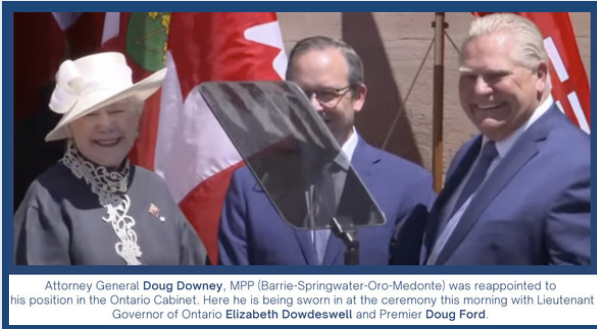 Attorney General Doug Downey, MPP (Barrie-Springwater-Oro-Medonte) was reappointed to
his position in the Ontario Cabinet. Here he is being sworn in at the ceremony this morning with Lieutenant
Governor of Ontario Elizabeth Dowdeswell and Premier Doug Ford.